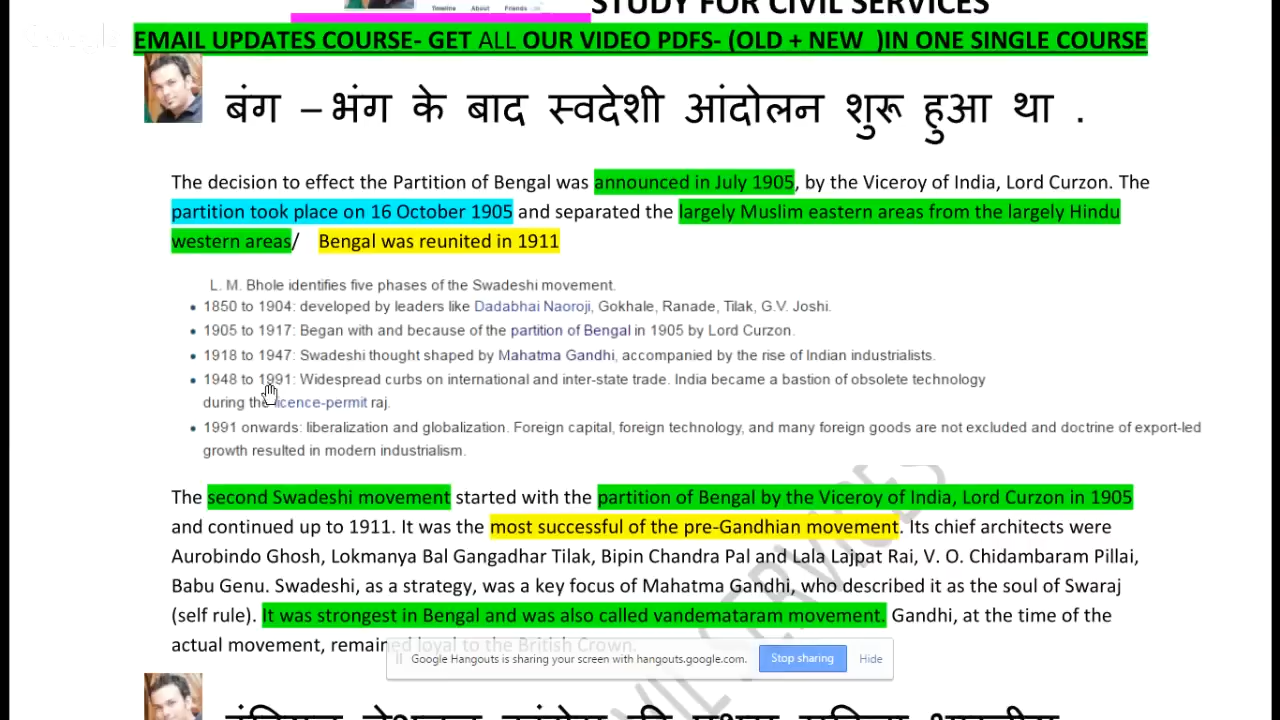 Timeline About Friends
STUDY FOR CIVIL SERVICES
EMAIL UPDATES COURSE- GET ALL OUR VIDEO PDFS- (OLD + NEW )IN ONE SINGLE COURSE
बंग – भंग के बाद स्वदेशी आंदोलन शुरू हुआ था .
The decision to effect the Partition of Bengal was announced in July 1905, by the Viceroy of India, Lord Curzon. The
partition took place on 16 October 1905 and separated the largely Muslim eastern areas from the largely Hindu
western areas/ Bengal was reunited in 1911
L. M. Bhole identifies five phases of the Swadeshi movement.
• 1850 to 1904: developed by leaders like Dadabhai Naoroji, Gokhale, Ranade, Tilak, G.V. Joshi.
• 1905 to 1917: Began with and because of the partition of Bengal in 1905 by Lord Curzon.
• 1918 to 1947: Swadeshi thought shaped by Mahatma Gandhi, accompanied by the rise of Indian industrialists.
• 1948 to 1991: Widespread curbs on international and inter-state trade. India became a bastion of obsolete technology
during the licence-permit raj.
• 1991 onwards: liberalization and globalization. Foreign capital, foreign technology, and many foreign goods are not excluded and doctrine of export-led
growth resulted in modern industrialism.
The second Swadeshi movement started with the partition of Bengal by the Viceroy of India, Lord Curzon in 1905
and continued up to 1911. It was the most successful of the pre-Gandhian movement. Its chief architects were
Aurobindo Ghosh, Lokmanya Bal Gangadhar Tilak, Bipin Chandra Pal and Lala Lajpat Rai, V. O. Chidambaram Pillai,
Babu Genu. Swadeshi, as a strategy, was a key focus of Mahatma Gandhi, who described it as the soul of Swaraj
(self rule). It was strongest in Bengal and was also called vandemataram movement. Gandhi, at the time of the
actual movement, remained loyal to the British Crown.
Google Hangouts is sharing your screen with hangouts.google.com. Stop sharing Hide